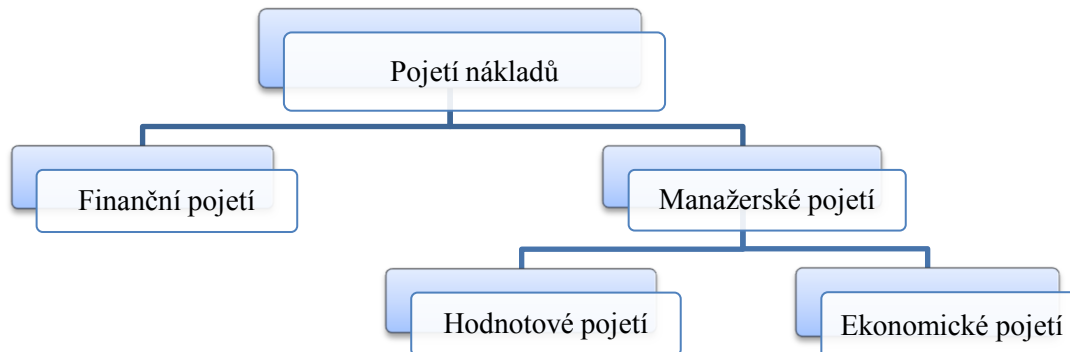 Pojetí nákladů
Finanční pojetí
Manažerské pojetí
Hodnotové pojetí
Ekonomické pojetí